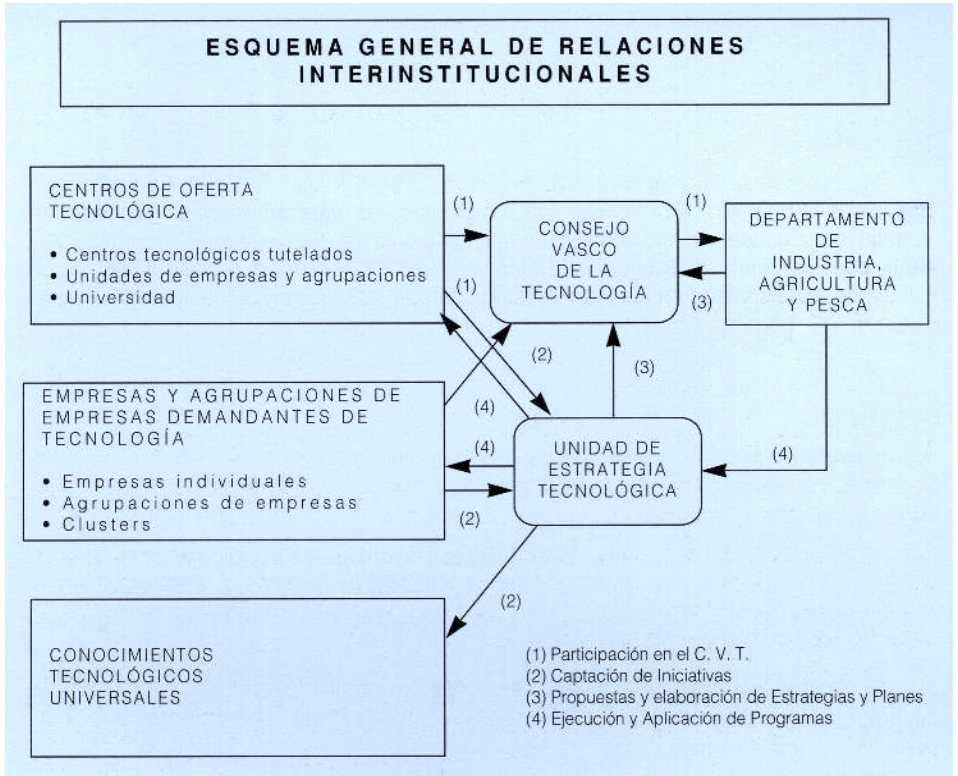 ESQUEMA GENERAL DE RELACIONES
INTERINSTITUCIONALES
CENTROS DE OFERTA
TECNOLÓGICA
• Centros tecnológicos tutelados
• Unidades de empresas y agrupaciones
• Universidad
(1)
CONSEJO
VASCO
DE LA
TECNOLOGÍA
(1)
(3)
DEPARTAMENTO
DE
INDUSTRIA,
AGRICULTURA
Y PESCA
(1)
(2)
(3)
(4)
EMPRESAS Y AGRUPACIONES DE
EMPRESAS DEMANDANTES DE
TECNOLOGÍA
• Empresas individuales
• Agrupaciones de empresas
• Clusters
(4)
(2)
UNIDAD DE
ESTRATEGIA
TECNOLÓGICA
(4)
(2)
CONOCIMIENTOS
TECNOLÓGICOS
UNIVERSALES
(1) Participación en el C. V. T.
(2) Captación de Iniciativas
(3) Propuestas y elaboración de Estrategias y Planes
(4) Ejecución y Aplicación de Programas